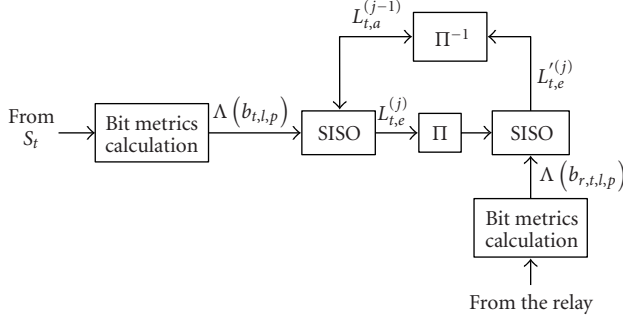 L_{t,a}^{(j−1)}
Π^{−1}
L_{t,e}^{′(j)}
From
S_t
Bit metrics
calculation
Λ(b_{t,l,p})
SISO
L_{t,e}^{(j)}
Π
SISO
Λ(b_{r,t,l,p})
Bit metrics
calculation
From the relay